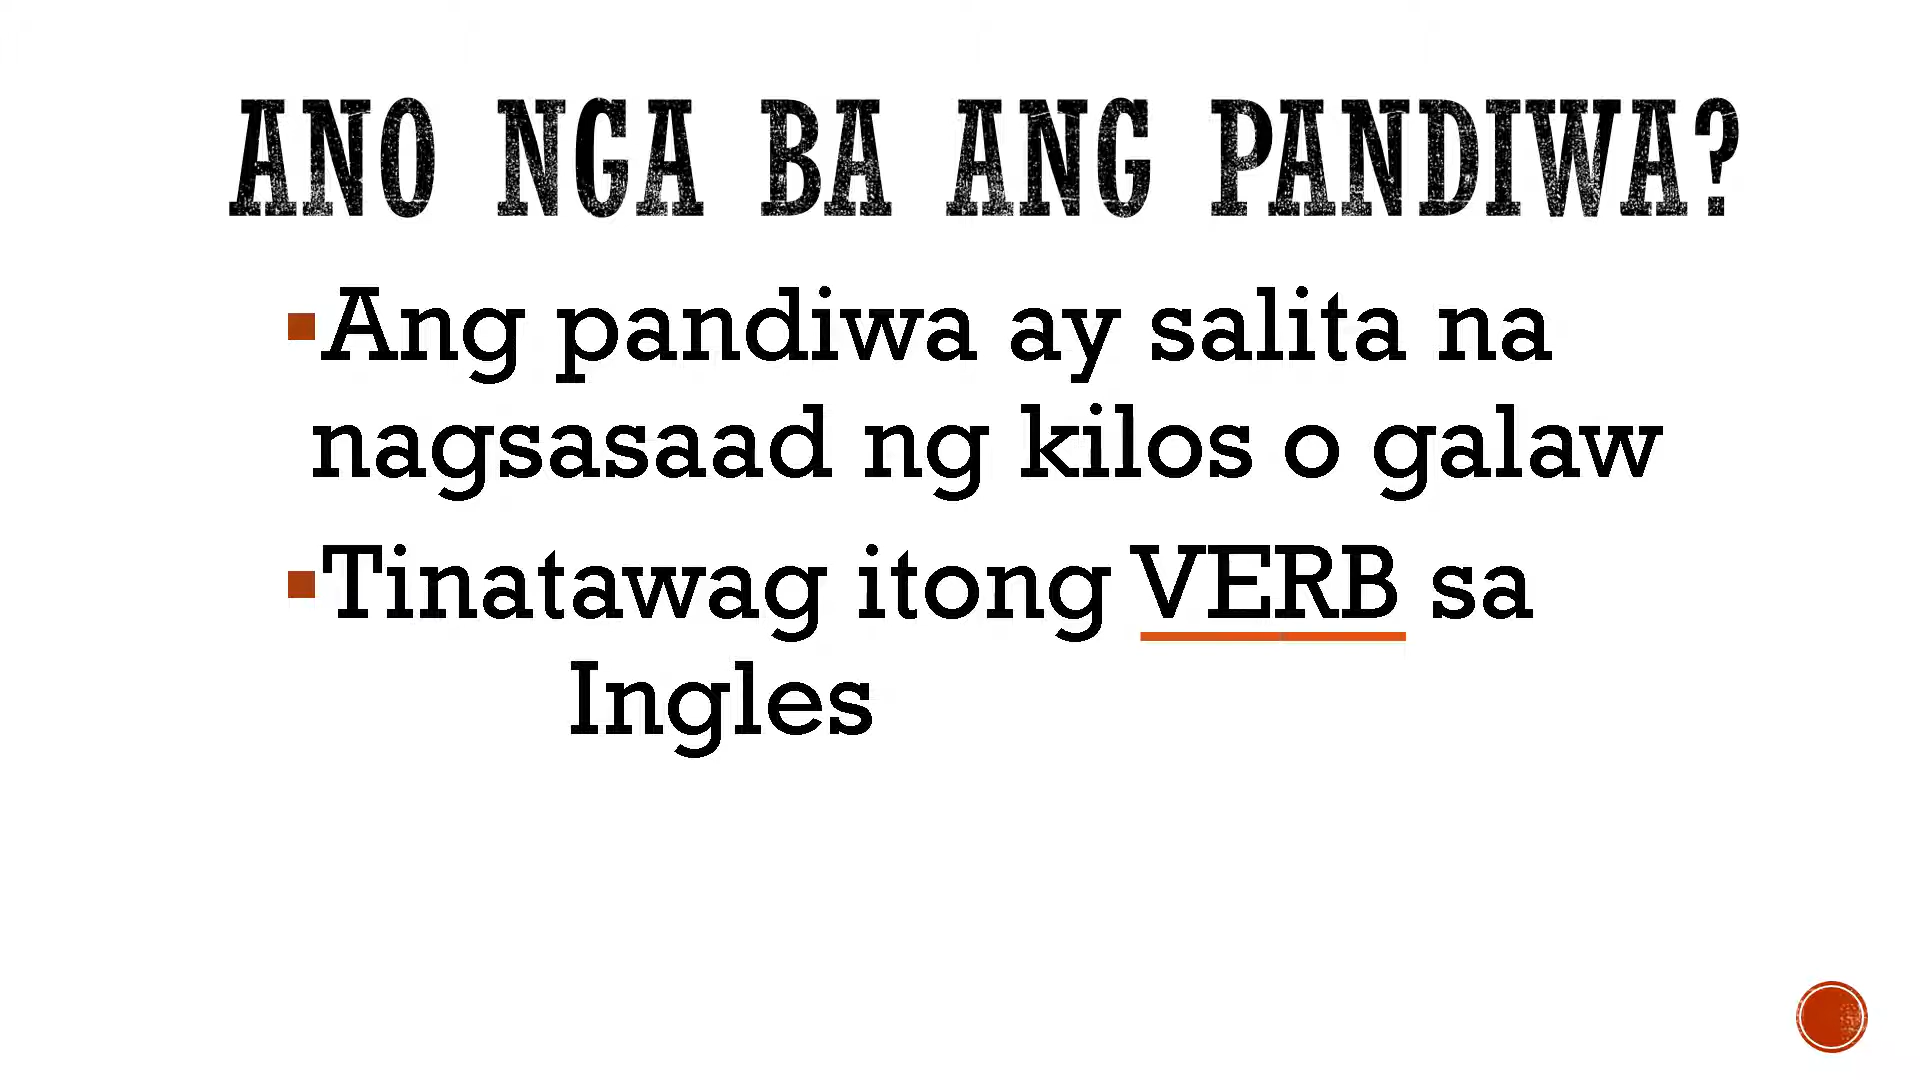 ANO NGA BA ANG PANDIWA?
▪Ang pandiwa ay salita na
nagsasaad ng kilos o galaw
▪Tinatawag itong VERB sa
Ingles